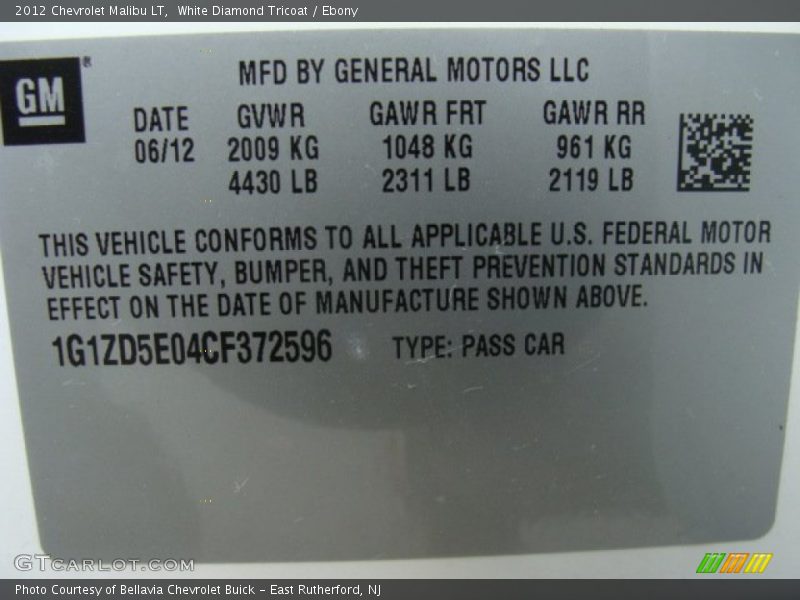 2012 Chevrolet Malibu LT, White Diamond Tricoat / Ebony
GM®
MFD BY GENERAL MOTORS LLC
DATE GVWR GAWR FRT GAWR RR
06/12 2009 KG 1048 KG 961 KG
4430 LB 2311 LB 2119 LB
THIS VEHICLE CONFORMS TO ALL APPLICABLE U.S. FEDERAL MOTOR
VEHICLE SAFETY, BUMPER, AND THEFT PREVENTION STANDARDS IN
EFFECT ON THE DATE OF MANUFACTURE SHOWN ABOVE.
1G1ZD5E04CF372596 TYPE: PASS CAR
GTCARLOT.COM
Photo Courtesy of Bellavia Chevrolet Buick - East Rutherford, NJ